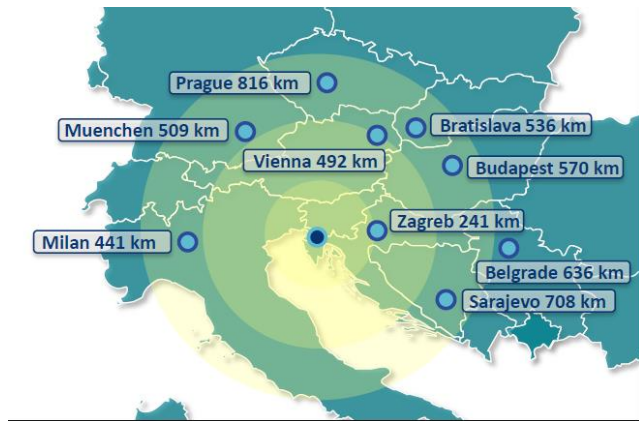 Prague 816 km
Muenchen 509 km
Bratislava 536 km
Vienna 492 km
Budapest 570 km
Zagreb 241 km
Milan 441 km
Belgrade 636 km
Sarajevo 708 km